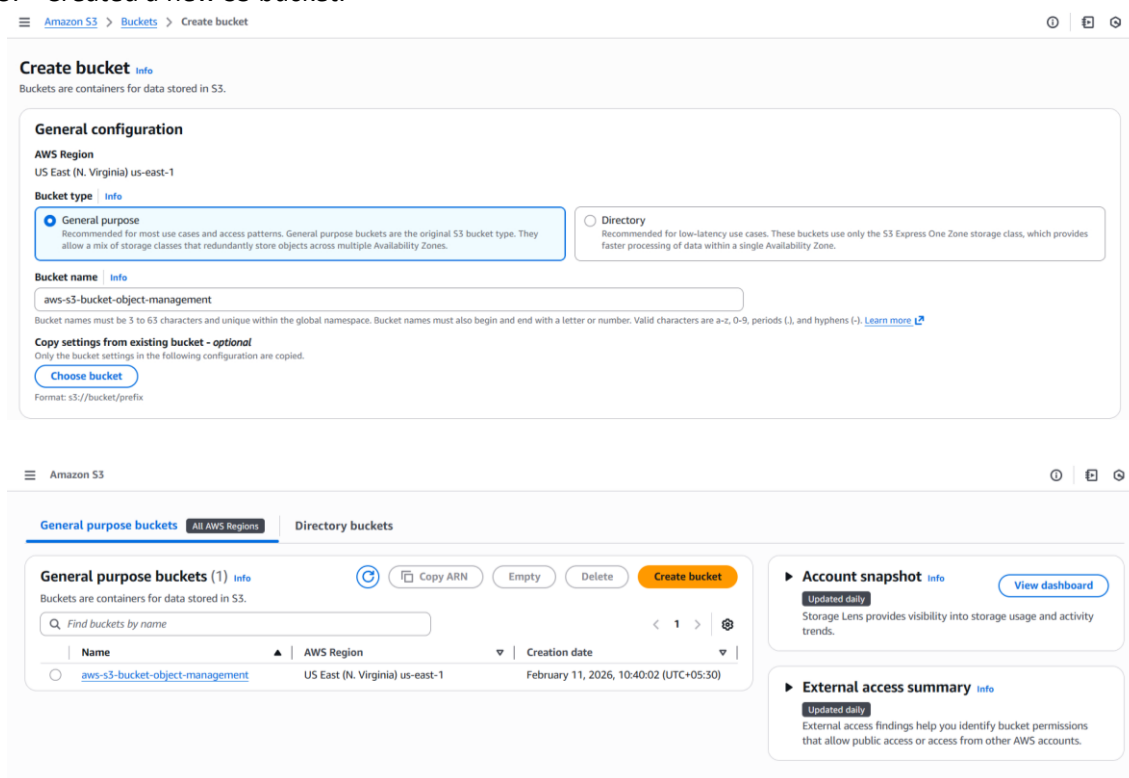 Created a new S3 bucket.
Amazon S3 > Buckets > Create bucket
Create bucket Info
Buckets are containers for data stored in S3.
General configuration
AWS Region
US East (N. Virginia) us-east-1
Bucket type Info
General purpose
Recommended for most use cases and access patterns. General purpose buckets are the original S3 bucket type. They
allow a mix of storage classes that redundantly store objects across multiple Availability Zones.
Directory
Recommended for low-latency use cases. These buckets use only the S3 Express One Zone storage class, which provides
faster processing of data within a single Availability Zone.
Bucket name Info
aws-s3-bucket-object-management
Bucket names must be 3 to 63 characters and unique within the global namespace. Bucket names must also begin and end with a letter or number. Valid characters are a-z, 0-9, periods (.), and hyphens (-). Learn more
Copy settings from existing bucket - optional
Only the bucket settings in the following configuration are copied.
Choose bucket
Format: s3://bucket/prefix
Amazon S3
General purpose buckets All AWS Regions Directory buckets
General purpose buckets (1) Info Copy ARN Empty Delete Create bucket
Buckets are containers for data stored in S3.
Find buckets by name
< 1 >
Name AWS Region Creation date
aws-s3-bucket-object-management US East (N. Virginia) us-east-1 February 11, 2026, 10:40:02 (UTC+05:30)
Account snapshot Info View dashboard
Updated daily
Storage Lens provides visibility into storage usage and activity
trends.
External access summary Info
Updated daily
External access findings help you identify bucket permissions
that allow public access or access from other AWS accounts.